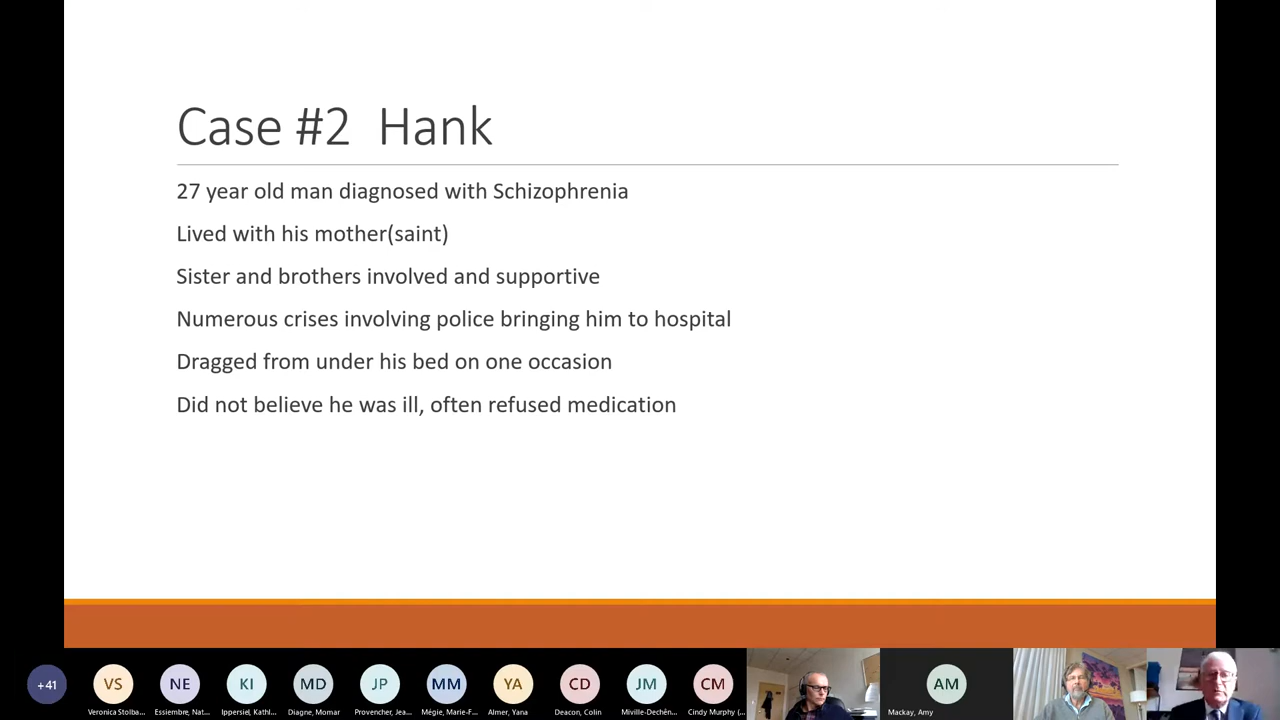 Case #2 Hank
27 year old man diagnosed with Schizophrenia
Lived with his mother(saint)
Sister and brothers involved and supportive
Numerous crises involving police bringing him to hospital
Dragged from under his bed on one occasion
Did not believe he was ill, often refused medication
+41
VS
NE
KI
MD
JP
MM
YA
CD
JM
CM
AM
Veronica Stolba...
Essiembre, Nat...
Ippersiel, Kathl...
Diagne, Momar
Provencher, Jea...
Mégie, Marie-F...
Almer, Yana
Deacon, Colin
Miville-Dechên...
Cindy Murphy (...
Mackay, Amy